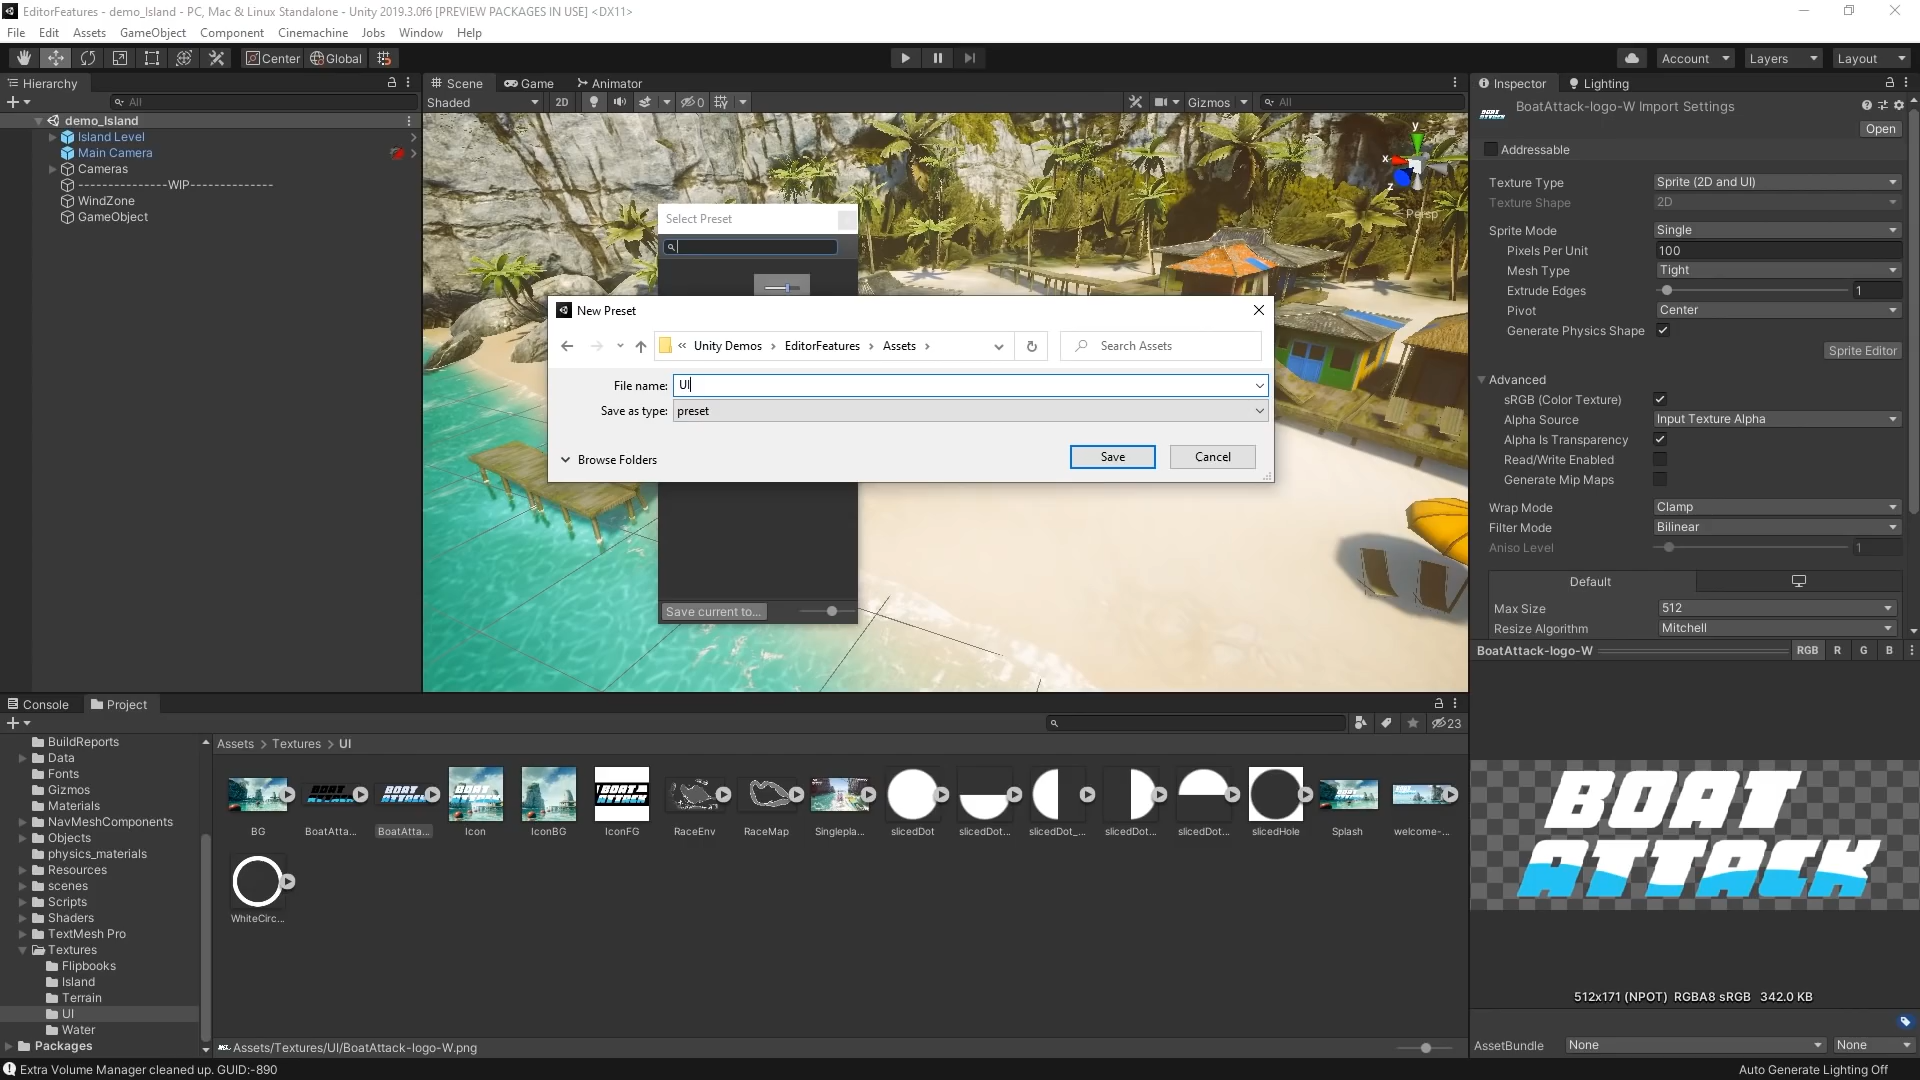 EditorFeatures - demo_Island - PC, Mac & Linux Standalone - Unity 2019.3.0f6 [PREVIEW PACKAGES IN USE] <DX11>
File Edit Assets GameObject Component Cinemachine Jobs Window Help
Center Global Account Layers Layout
Hierarchy
All
demo_Island
Island Level
Main Camera
Cameras
---------------WIP--------------
WindZone
GameObject
Scene Game Animator
Shaded 2D 0 Gizmos All
y
x
z
Persp
Select Preset
Save current to...
New Preset
« Unity Demos › EditorFeatures › Assets ›
Search Assets
File name: UI
Save as type: preset
Browse Folders
Save Cancel
Inspector Lighting
BoatAttack-logo-W Import Settings
Open
Addressable
Texture Type Sprite (2D and UI)
Texture Shape 2D
Sprite Mode Single
Pixels Per Unit 100
Mesh Type Tight
Extrude Edges 1
Pivot Center
Generate Physics Shape
Sprite Editor
Advanced
sRGB (Color Texture)
Alpha Source Input Texture Alpha
Alpha Is Transparency
Read/Write Enabled
Generate Mip Maps
Wrap Mode Clamp
Filter Mode Bilinear
Aniso Level 1
Default
Max Size 512
Resize Algorithm Mitchell
BoatAttack-logo-W RGB R G B
BOAT
ATTACK
512x171 (NPOT) RGBA8 sRGB 342.0 KB
AssetBundle None None
Console Project
23
BuildReports
Data
Fonts
Gizmos
Materials
NavMeshComponents
Objects
physics_materials
Resources
scenes
Scripts
Shaders
TextMesh Pro
Textures
Flipbooks
Island
Terrain
UI
Water
Packages
Assets > Textures > UI
BG BoatAtta... BoatAtta... Icon IconBG IconFG RaceEnv RaceMap Singlepla... slicedDot slicedDot... slicedDot_... slicedDot... slicedDot... slicedHole Splash welcome-...
WhiteCirc...
Assets/Textures/UI/BoatAttack-logo-W.png
Extra Volume Manager cleaned up. GUID:-890
Auto Generate Lighting Off